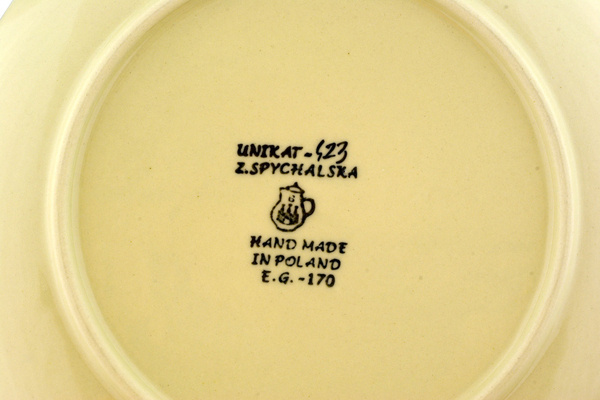 UNIKAT-423
Z.SPYCHALSKA
HAND MADE
IN POLAND
E.G.-170